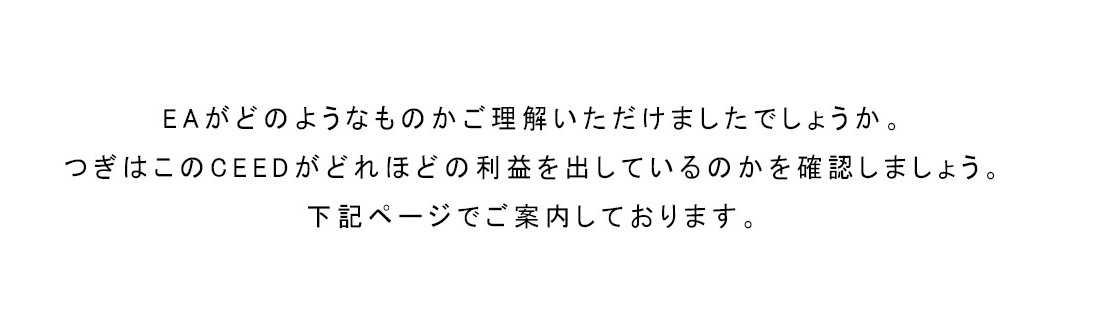 EAがどのようなものかご理解いただけましたでしょうか。
つぎはこのCEEDがどれほどの利益を出しているのかを確認しましょう。
下記ページでご案内しております。